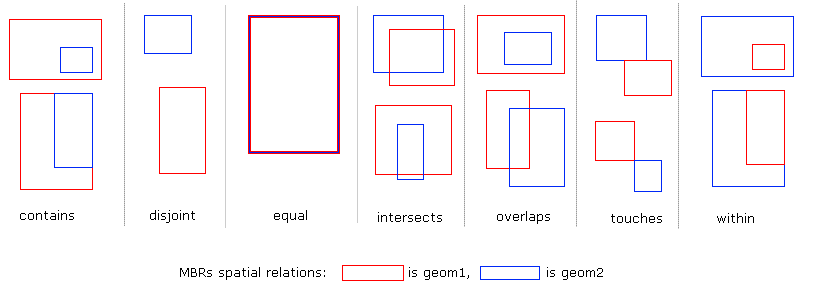 contains disjoint equal intersects overlaps touches within
MBRs spatial relations: is geom1, is geom2